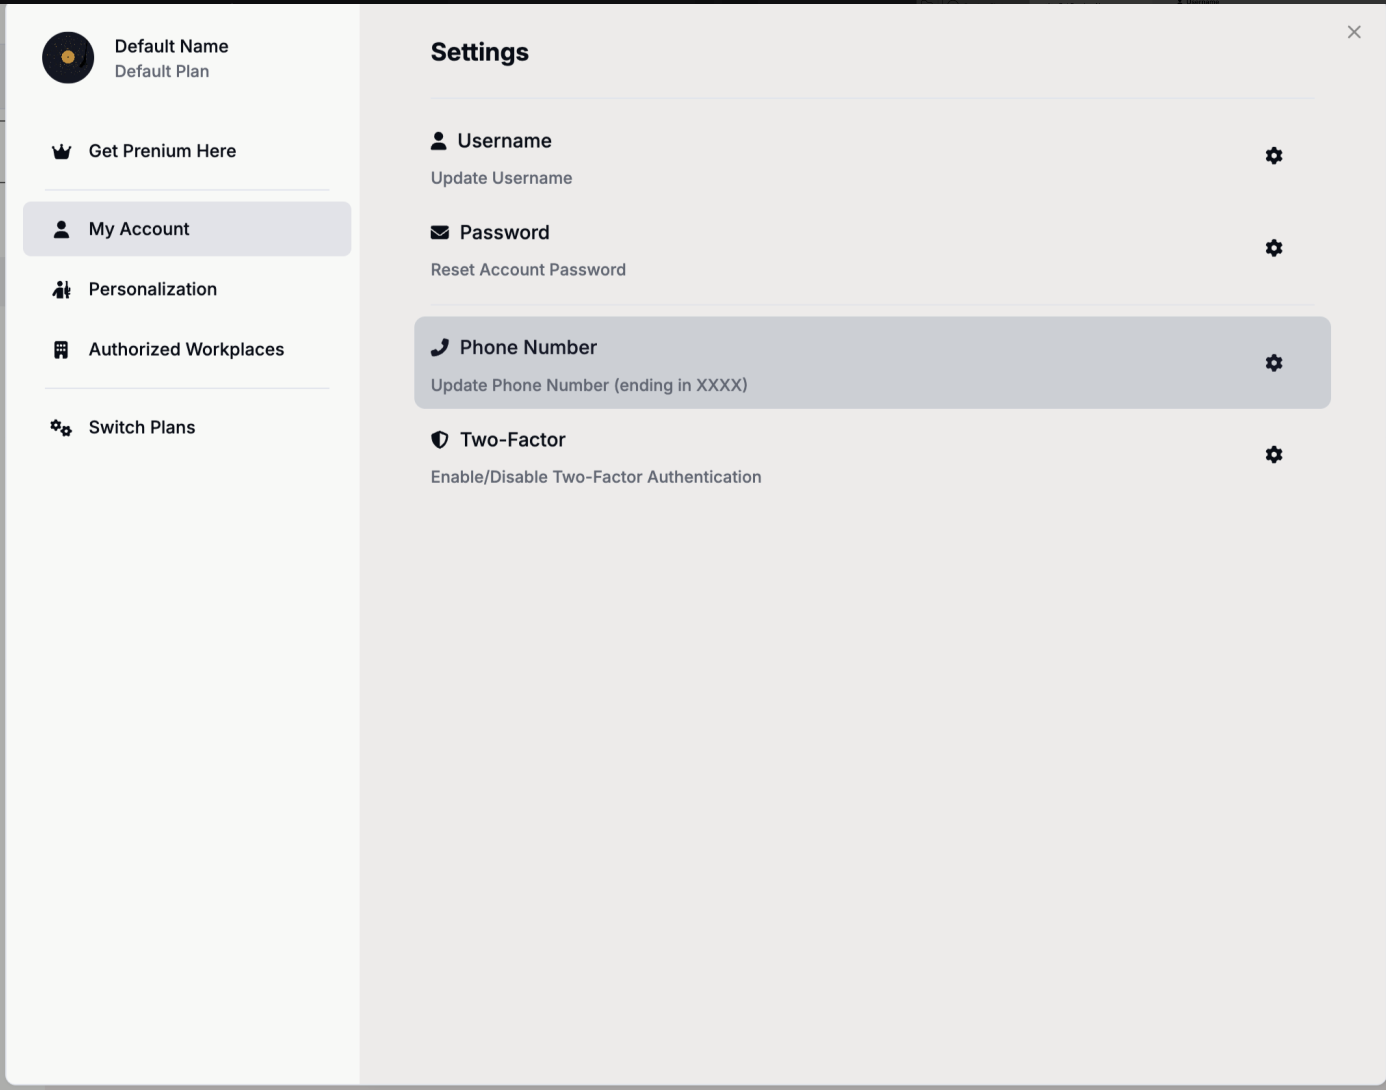 Default Name
Default Plan
Get Prenium Here
My Account
Personalization
Authorized Workplaces
Switch Plans
Settings
Username
Update Username
Password
Reset Account Password
Phone Number
Update Phone Number (ending in XXXX)
Two-Factor
Enable/Disable Two-Factor Authentication